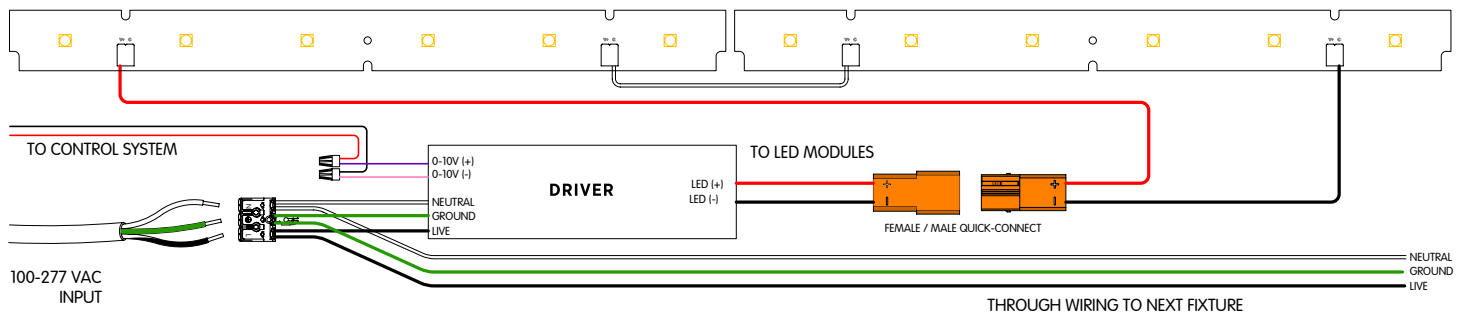 TO CONTROL SYSTEM
0-10V (+)
0-10V (-)
DRIVER
TO LED MODULES
LED (+)
LED (-)
+
+
FEMALE / MALE QUICK-CONNECT
NEUTRAL
GROUND
LIVE
100-277 VAC
INPUT
NEUTRAL
GROUND
LIVE
THROUGH WIRING TO NEXT FIXTURE